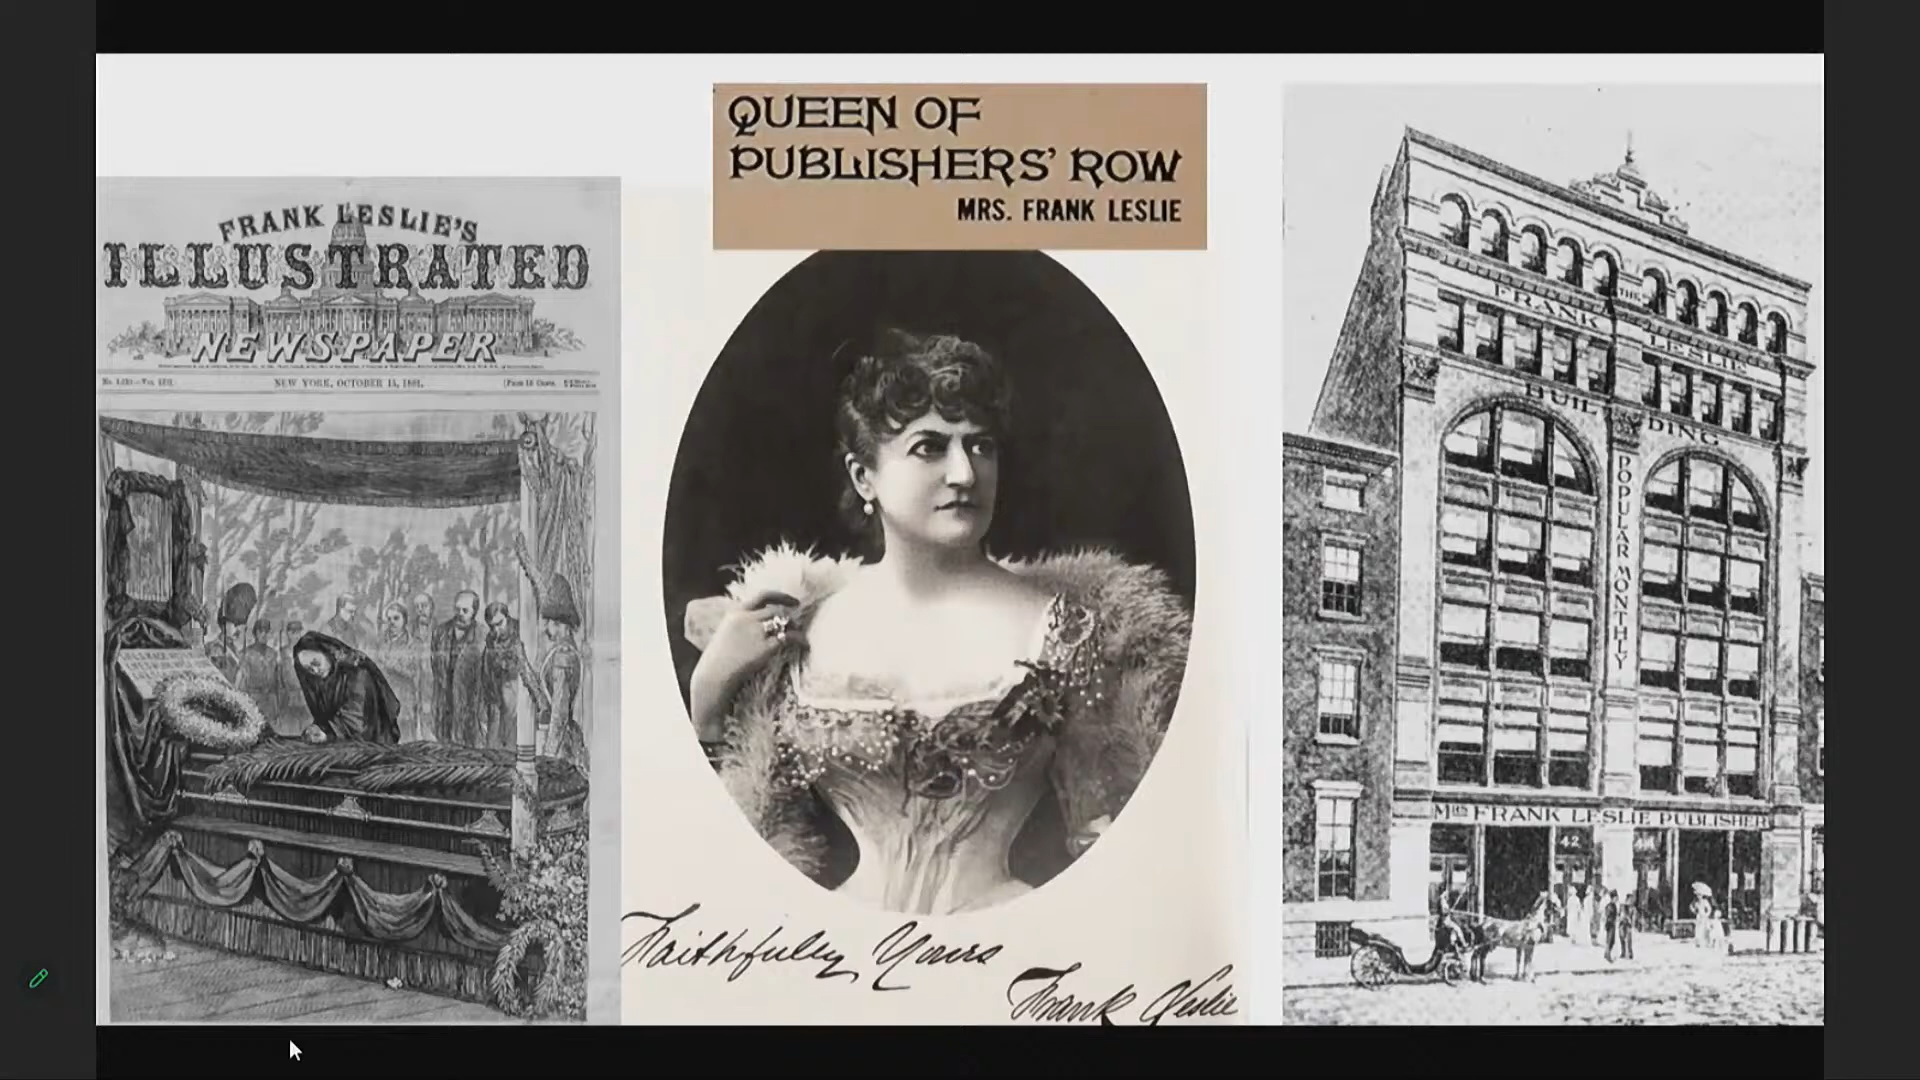 QUEEN OF
PUBLISHERS' ROW
MRS. FRANK LESLIE
FRANK LESLIE'S
ILLUSTRATED
NEWSPAPER
NEW YORK, OCTOBER 15, 1881.
Faithfully Yours
Frank Leslie
THE
FRANK LESLIE
BUILDING
POPULAR MONTHLY
MRS FRANK LESLIE PUBLISHER
42